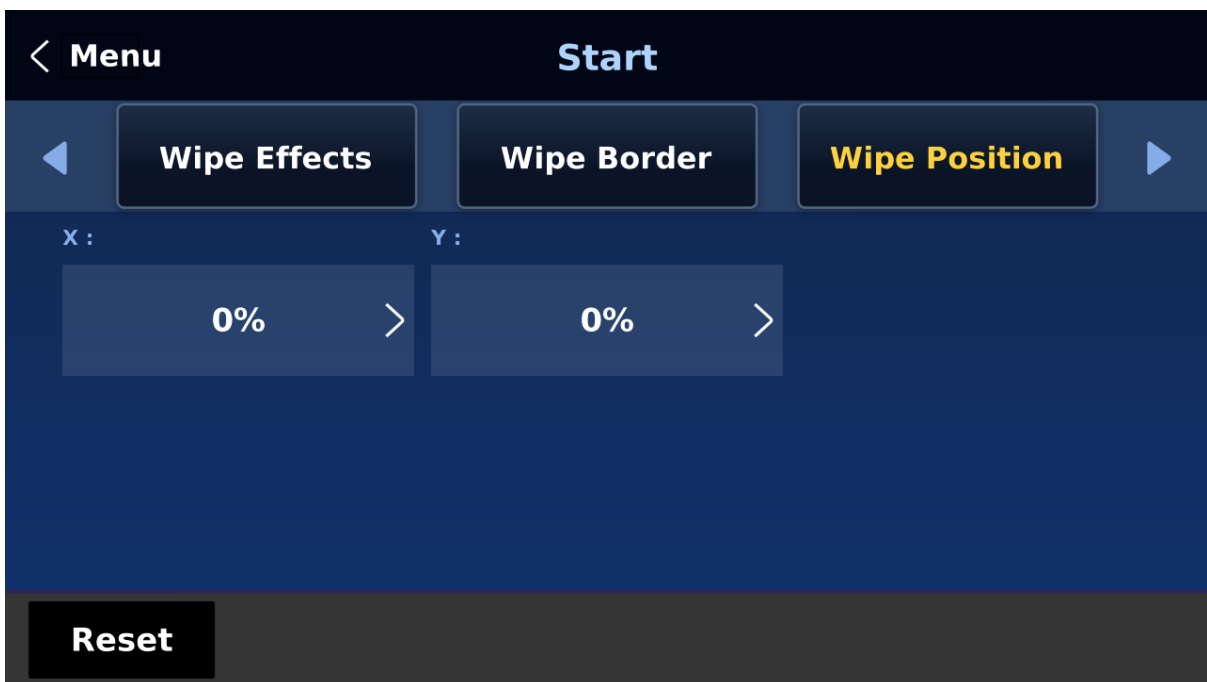 Menu
Start
Wipe Effects
Wipe Border
Wipe Position
X :
Y :
0%
0%
Reset